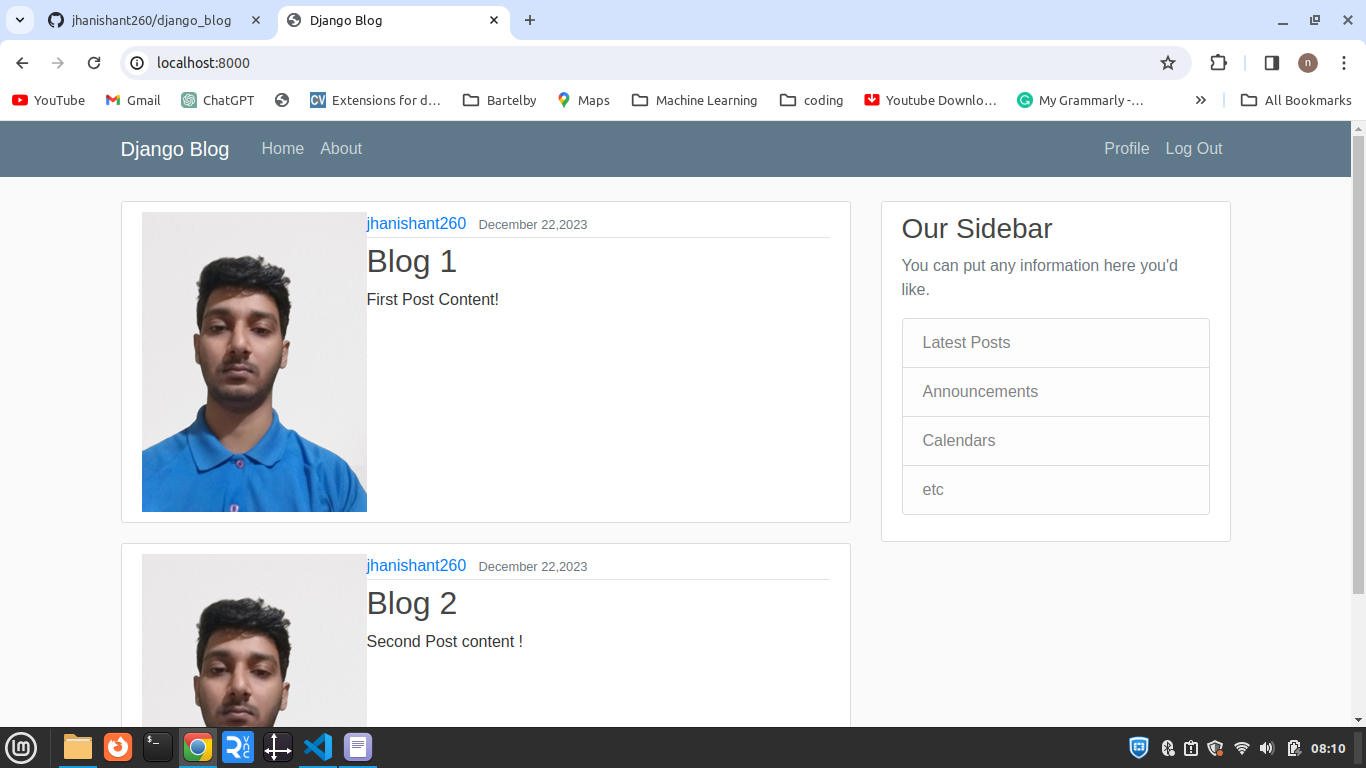 jhanishant260/django_blog
Django Blog
localhost:8000
n
YouTube
Gmail
ChatGPT
CV
Extensions for d…
Bartelby
Maps
Machine Learning
coding
Youtube Downlo…
My Grammarly -…
All Bookmarks
Django Blog
Home
About
Profile
Log Out
jhanishant260 December 22,2023
Blog 1
First Post Content!
jhanishant260 December 22,2023
Blog 2
Second Post content !
Our Sidebar
You can put any information here you'd
like.
Latest Posts
Announcements
Calendars
etc
08:10